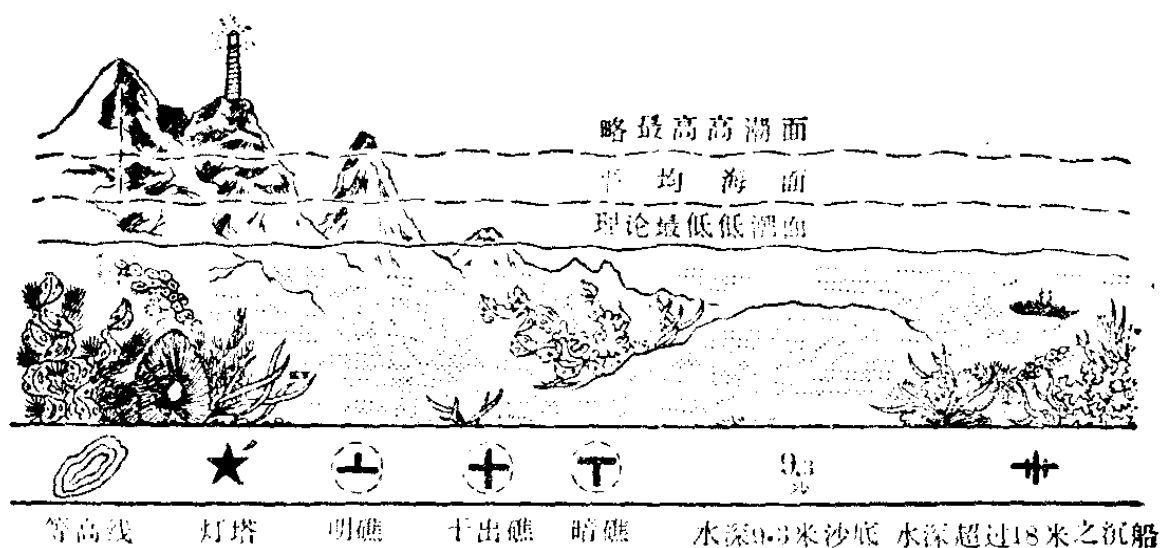 略最高高潮面
平均海面
理论最低低潮面
9.3
沙
等高线 灯塔 明礁 干出礁 暗礁 水深9.3米沙底 水深超过18米之沉船